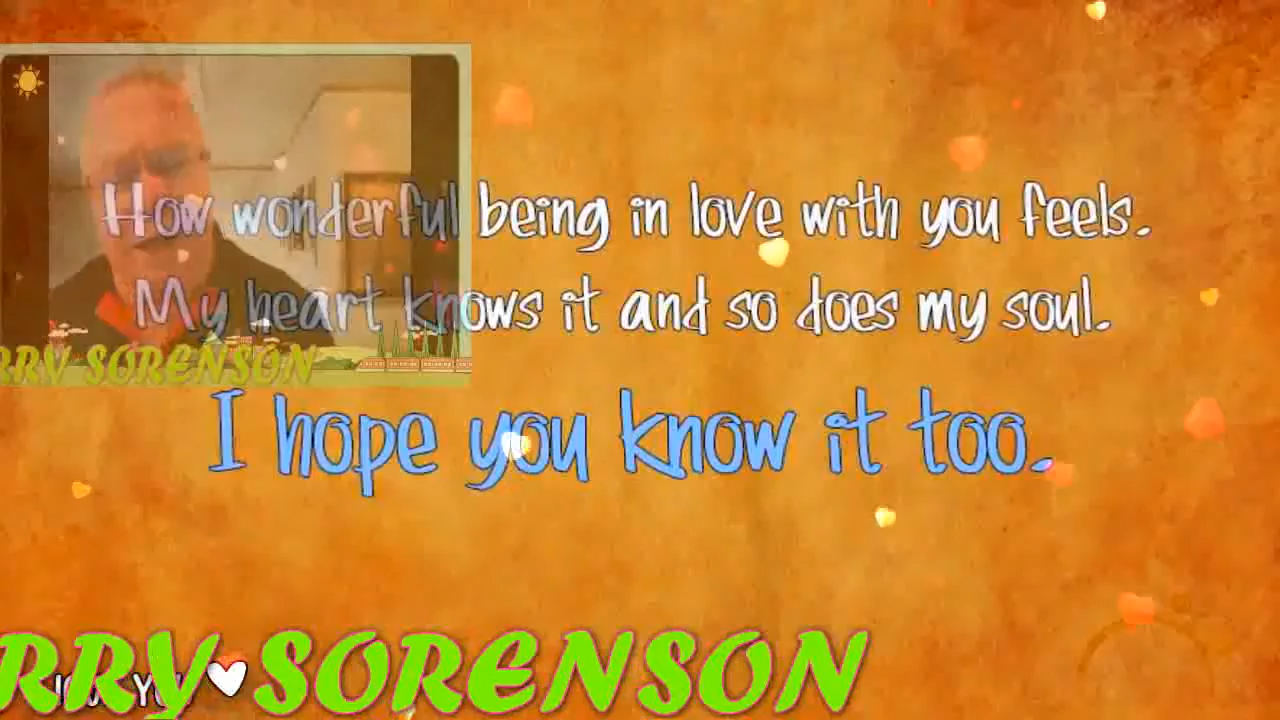 How wonderful being in love with you feels.
My heart knows it and so does my soul.
RRY SORENSON
I hope you know it too.
RRY SORENSON